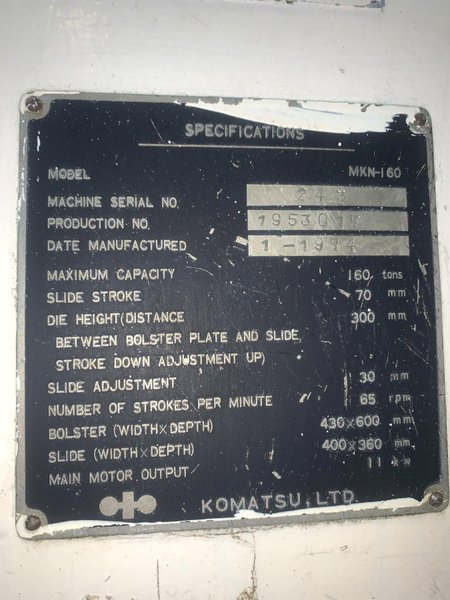 SPECIFICATIONS
MODEL MKN-160
MACHINE SERIAL NO.
PRODUCTION NO.
DATE MANUFACTURED 1-1974
MAXIMUM CAPACITY 160 tons
SLIDE STROKE 70 mm
DIE HEIGHT(DISTANCE 300 mm
BETWEEN BOLSTER PLATE AND SLIDE,
STROKE DOWN ADJUSTMENT UP)
SLIDE ADJUSTMENT 30 mm
NUMBER OF STROKES PER MINUTE 65 rpm
BOLSTER (WIDTH×DEPTH) 430×600 mm
SLIDE (WIDTH×DEPTH) 400×360 mm
MAIN MOTOR OUTPUT 11 kw
KOMATSU, LTD.